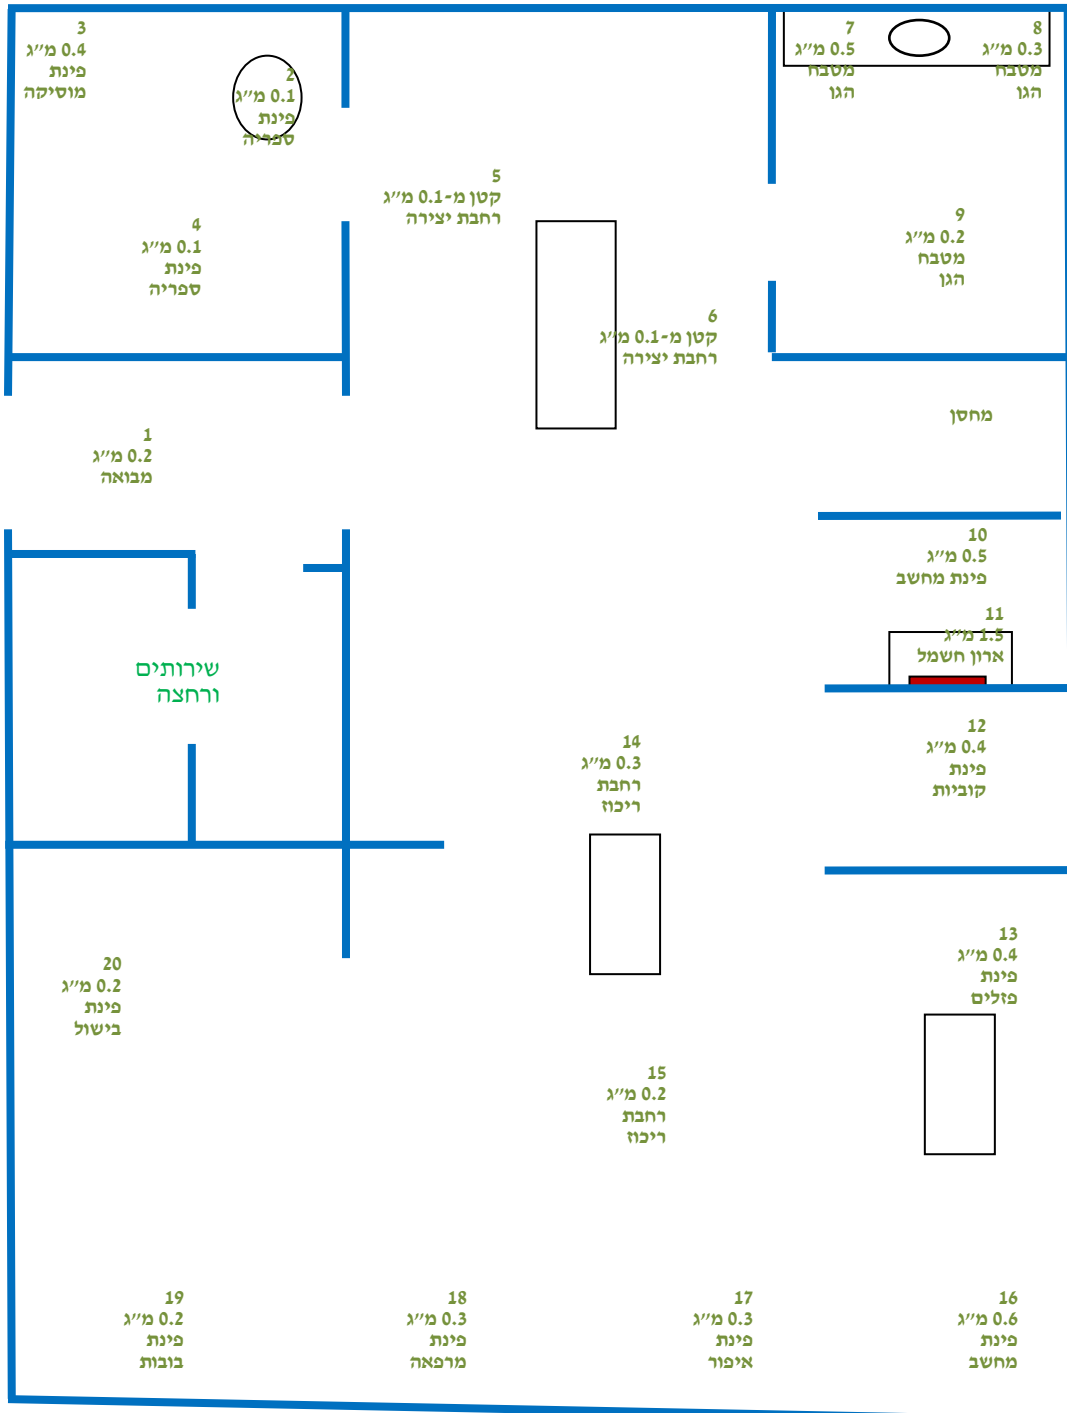 3
0.4 מ״ג
פינת
מוסיקה
2
0.1 מ״ג
פינת
ספריה
7
0.5 מ״ג
מטבח
הגן
8
0.3 מ״ג
מטבח
הגן
5
קטן מ-0.1 מ״ג
רחבת יצירה
4
0.1 מ״ג
פינת
ספריה
9
0.2 מ״ג
מטבח
הגן
6
קטן מ-0.1 מ״ג
רחבת יצירה
מחסן
1
0.2 מ״ג
מבואה
10
0.5 מ״ג
פינת מחשב
11
1.5 מ״ג
ארון חשמל
שירותים
ורחצה
12
0.4 מ״ג
פינת
קוביות
14
0.3 מ״ג
רחבת
ריכוז
13
0.4 מ״ג
פינת
פזלים
20
0.2 מ״ג
פינת
בישול
15
0.2 מ״ג
רחבת
ריכוז
19
0.2 מ״ג
פינת
בובות
18
0.3 מ״ג
פינת
מרפאה
17
0.3 מ״ג
פינת
איפור
16
0.6 מ״ג
פינת
מחשב